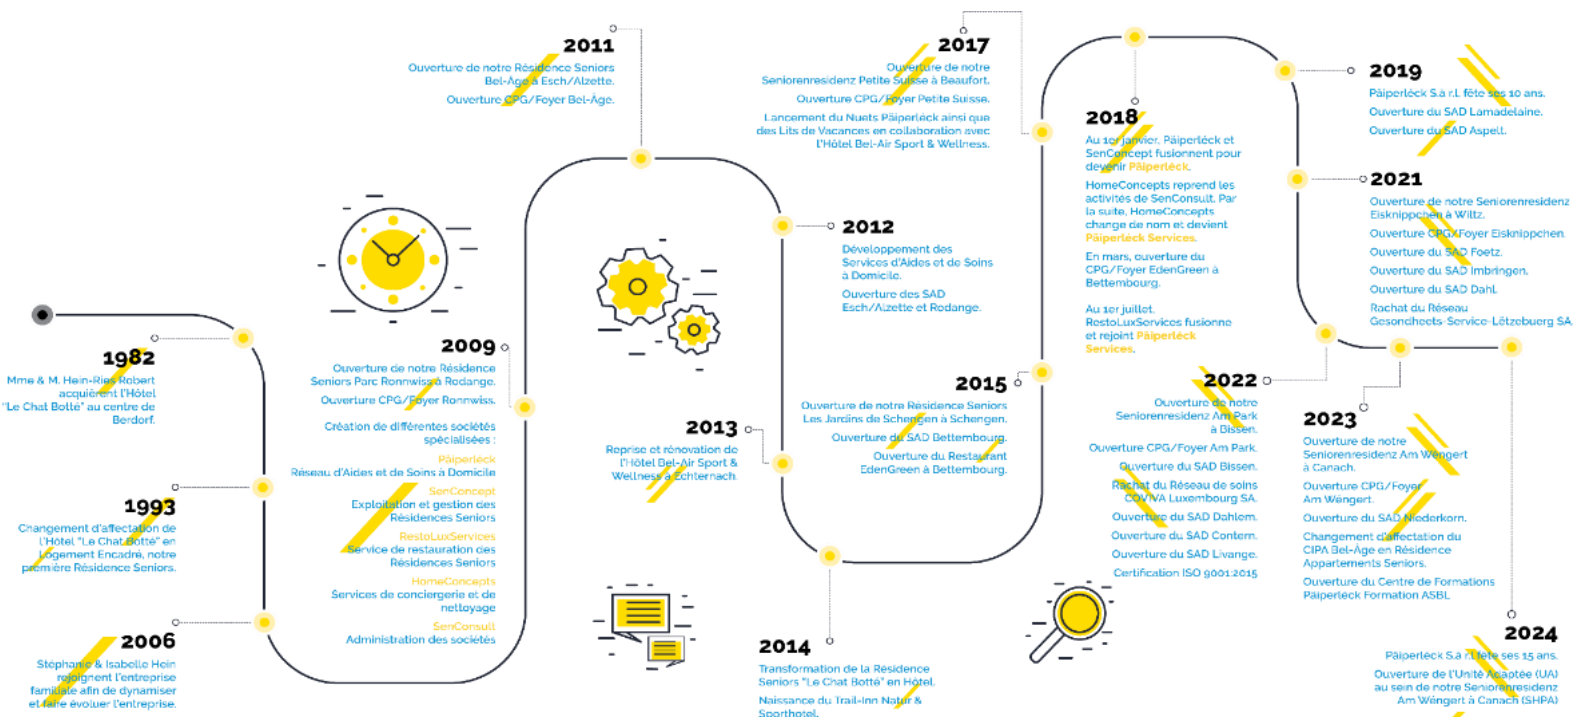 1982
Mme & M. Hein-Ries Robert
acquièrent l'Hôtel
"Le Chat Botté" au centre de
Berdorf.
1993
Changement d'affectation de
l'Hôtel "Le Chat Botté" en
Logement Encadré, notre
première Résidence Seniors.
2006
Stéphanie & Isabelle Hein
rejoignent l'entreprise
familiale afin de dynamiser
et faire évoluer l'entreprise.
2009
Ouverture de notre Résidence
Seniors Parc Ronnwiss à Rodange.
Ouverture CPG/Foyer Ronnwiss.
Création de différentes sociétés
spécialisées :
Päiperléck
Réseau d'Aides et de Soins à Domicile
SenConcept
Exploitation et gestion des
Résidences Seniors
RestoLuxServices
Service de restauration des
Résidences Seniors
HomeConcepts
Services de conciergerie et de
nettoyage
SenConsult
Administration des sociétés
2011
Ouverture de notre Résidence Seniors
Bel-Âge à Esch/Alzette.
Ouverture CPG/Foyer Bel-Âge.
2012
Développement des
Services d'Aides et de Soins
à Domicile.
Ouverture des SAD
Esch/Alzette et Rodange.
2013
Reprise et rénovation de
l'Hôtel Bel-Air Sport &
Wellness à Echternach.
2014
Transformation de la Résidence
Seniors "Le Chat Botté" en Hôtel.
Naissance du Trail-Inn Natur &
Sporthotel.
2015
Ouverture de notre Résidence Seniors
Les Jardins de Schengen à Schengen.
Ouverture du SAD Bettembourg.
Ouverture du Restaurant
EdenGreen à Bettembourg.
2017
Ouverture de notre
Seniorenresidenz Petite Suisse à Beaufort.
Ouverture CPG/Foyer Petite Suisse.
Lancement du Nuets Päiperléck ainsi que
des Lits de Vacances en collaboration avec
l'Hôtel Bel-Air Sport & Wellness.
2018
Au 1er janvier, Päiperléck et
SenConcept fusionnent pour
devenir Päiperléck.
HomeConcepts reprend les
activités de SenConsult. Par
la suite, HomeConcepts
change de nom et devient
Päiperléck Services.
En mars, ouverture du
CPG/Foyer EdenGreen à
Bettembourg.
Au 1er juillet,
RestoLuxServices fusionne
et rejoint Päiperléck
Services.
2019
Päiperléck S.à r.l. fête ses 10 ans.
Ouverture du SAD Lamadelaine.
Ouverture du SAD Aspelt.
2021
Ouverture de notre Seniorenresidenz
Eisknippchen à Wiltz.
Ouverture CPG/Foyer Eisknippchen.
Ouverture du SAD Foetz.
Ouverture du SAD Imbringen.
Ouverture du SAD Dahl.
Rachat du Réseau
Gesondheets-Service-Lëtzebuerg SA.
2022
Ouverture de notre
Seniorenresidenz Am Park
à Bissen.
Ouverture CPG/Foyer Am Park.
Ouverture du SAD Bissen.
Rachat du Réseau de soins
COVIVA Luxembourg SA.
Ouverture du SAD Dahlem.
Ouverture du SAD Contern.
Ouverture du SAD Livange.
Certification ISO 9001:2015
2023
Ouverture de notre
Seniorenresidenz Am Wéngert
à Canach.
Ouverture CPG/Foyer
Am Wéngert.
Ouverture du SAD Niederkorn.
Changement d'affectation du
CIPA Bel-Âge en Résidence
Appartements Seniors.
Ouverture du Centre de Formations
Päiperléck Formation ASBL
2024
Päiperléck S.à r.l fête ses 15 ans.
Ouverture de l'Unité Adaptée (UA)
au sein de notre Seniorenresidenz
Am Wéngert à Canach (SHPA)